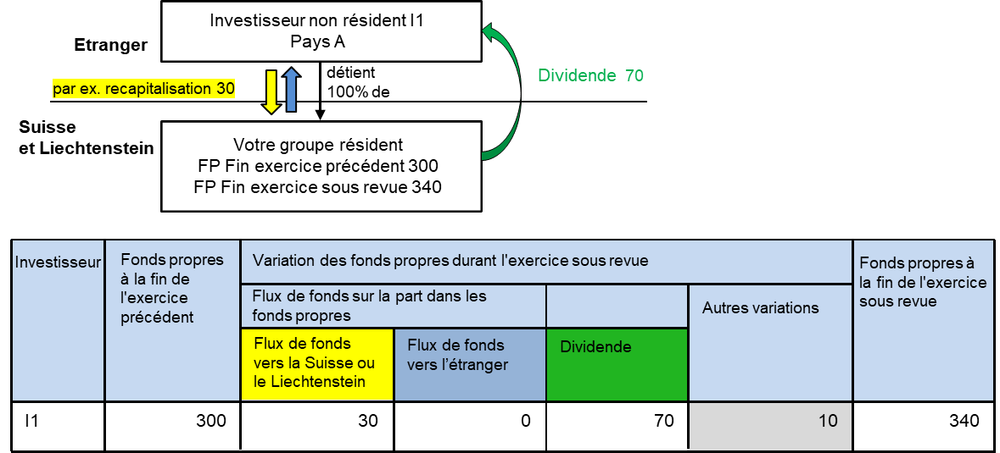 Investisseur non résident I1
Pays A
Etranger
détient
100% de
Dividende 70
par ex. recapitalisation 30
Suisse
et Liechtenstein
Votre groupe résident
FP Fin exercice précédent 300
FP Fin exercice sous revue 340
Investisseur
Fonds propres
à la fin de
l'exercice
précédent
Variation des fonds propres durant l'exercice sous revue
Fonds propres à
la fin de l'exercice
sous revue
Flux de fonds sur la part dans les
fonds propres
Autres variations
Flux de fonds
vers la Suisse ou
le Liechtenstein
Flux de fonds
vers l’étranger
Dividende
I1 300 30 0 70 10 340